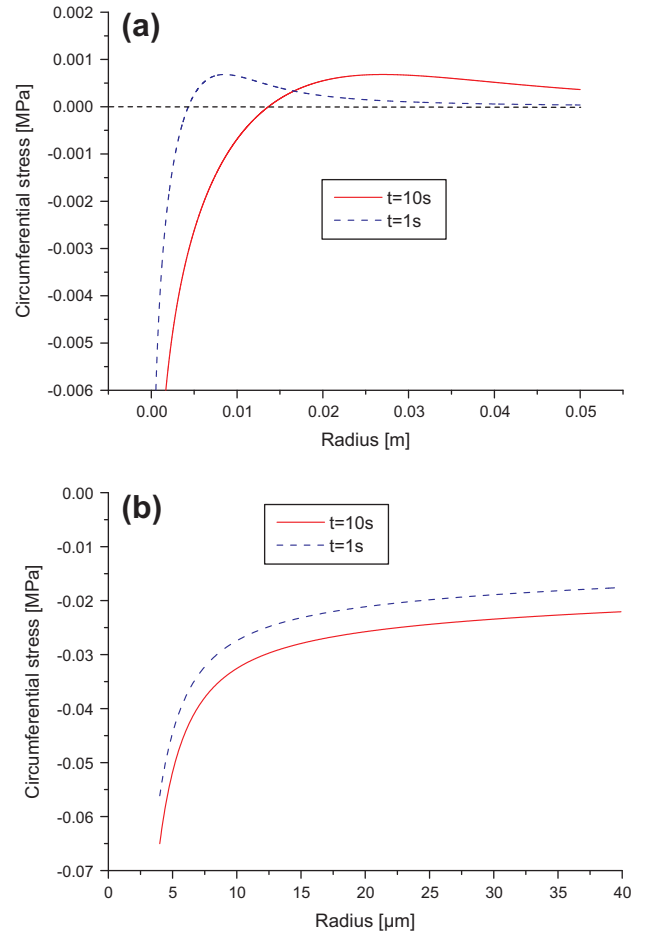 (a)
Circumferential stress [MPa]
0.002
0.001
0.000
-0.001
-0.002
-0.003
-0.004
-0.005
-0.006
t=10s
t=1s
0.00 0.01 0.02 0.03 0.04 0.05
Radius [m]
(b)
Circumferential stress [MPa]
0.00
-0.01
-0.02
-0.03
-0.04
-0.05
-0.06
-0.07
t=10s
t=1s
0 5 10 15 20 25 30 35 40
Radius [µm]